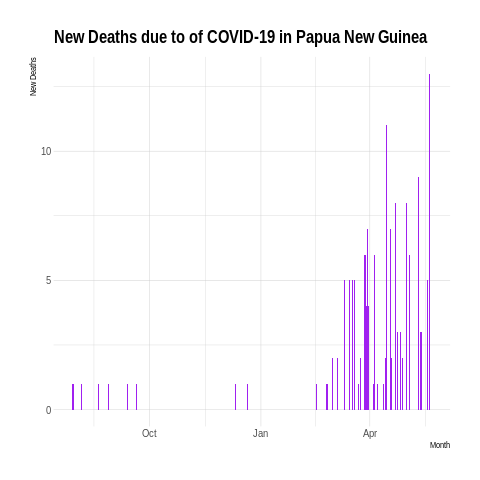 New Deaths due to of COVID-19 in Papua New Guinea
New Deaths
10
5
0
Oct
Jan
Apr
Month